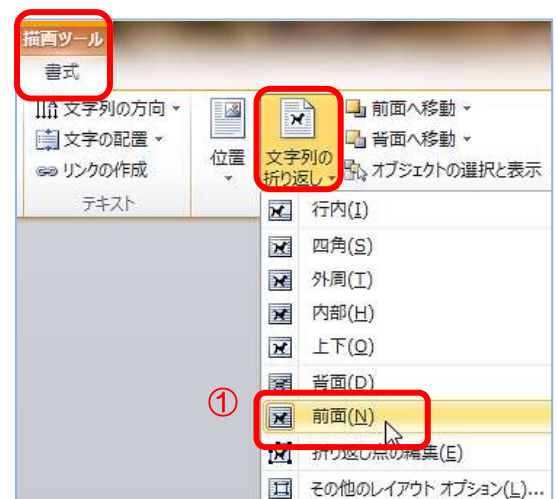 描画ツール
書式
文字列の方向
文字の配置
リンクの作成
テキスト
位置
文字列の
折り返し
前面へ移動
背面へ移動
オブジェクトの選択と表示
行内(I)
四角(S)
外周(T)
内部(H)
上下(O)
背面(D)
①
前面(N)
折り返し点の編集(E)
その他のレイアウト オプション(L)...